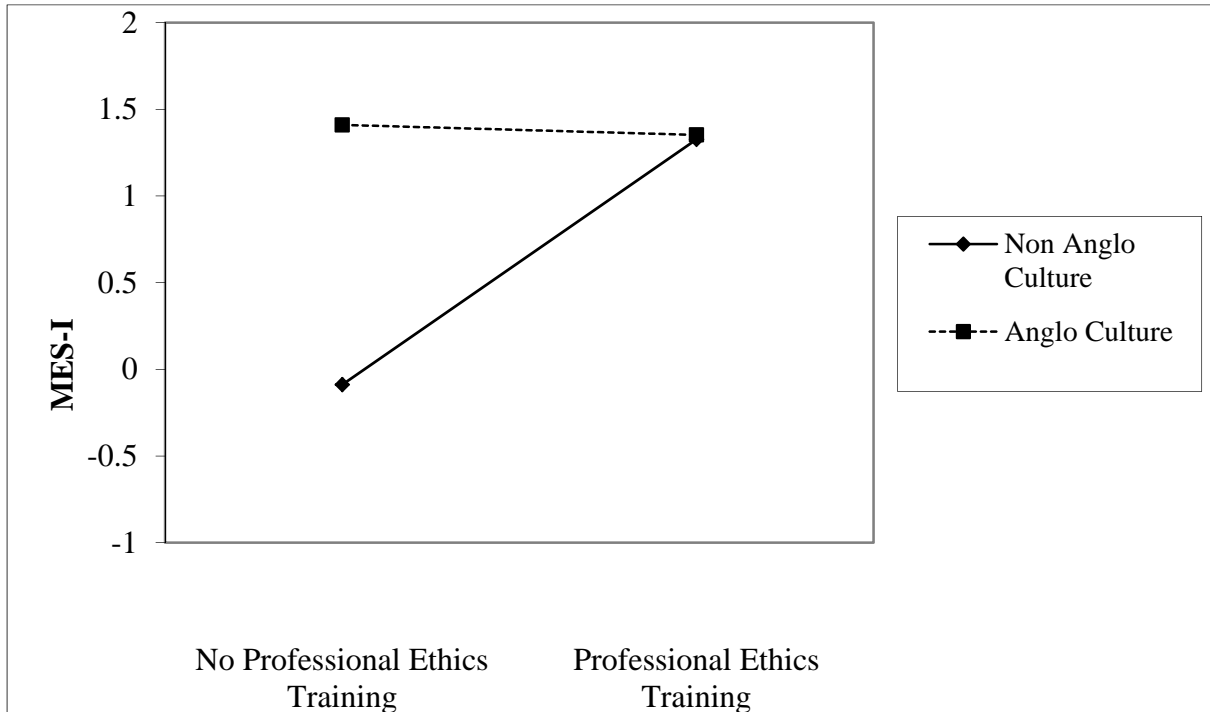 2
1.5
1
0.5
0
-0.5
-1
MES-I
No Professional Ethics
Training
Professional Ethics
Training
Non Anglo
Culture
Anglo Culture